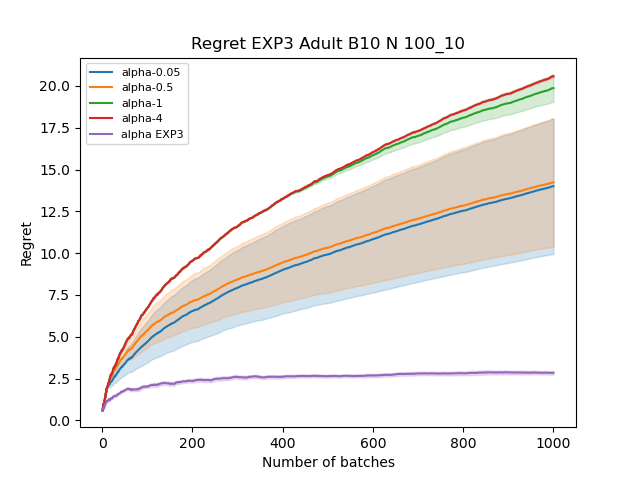 Regret EXP3 Adult B10 N 100_10
alpha-0.05
alpha-0.5
alpha-1
alpha-4
alpha EXP3
20.0
17.5
15.0
12.5
10.0
7.5
5.0
2.5
0.0
Regret
0 200 400 600 800 1000
Number of batches